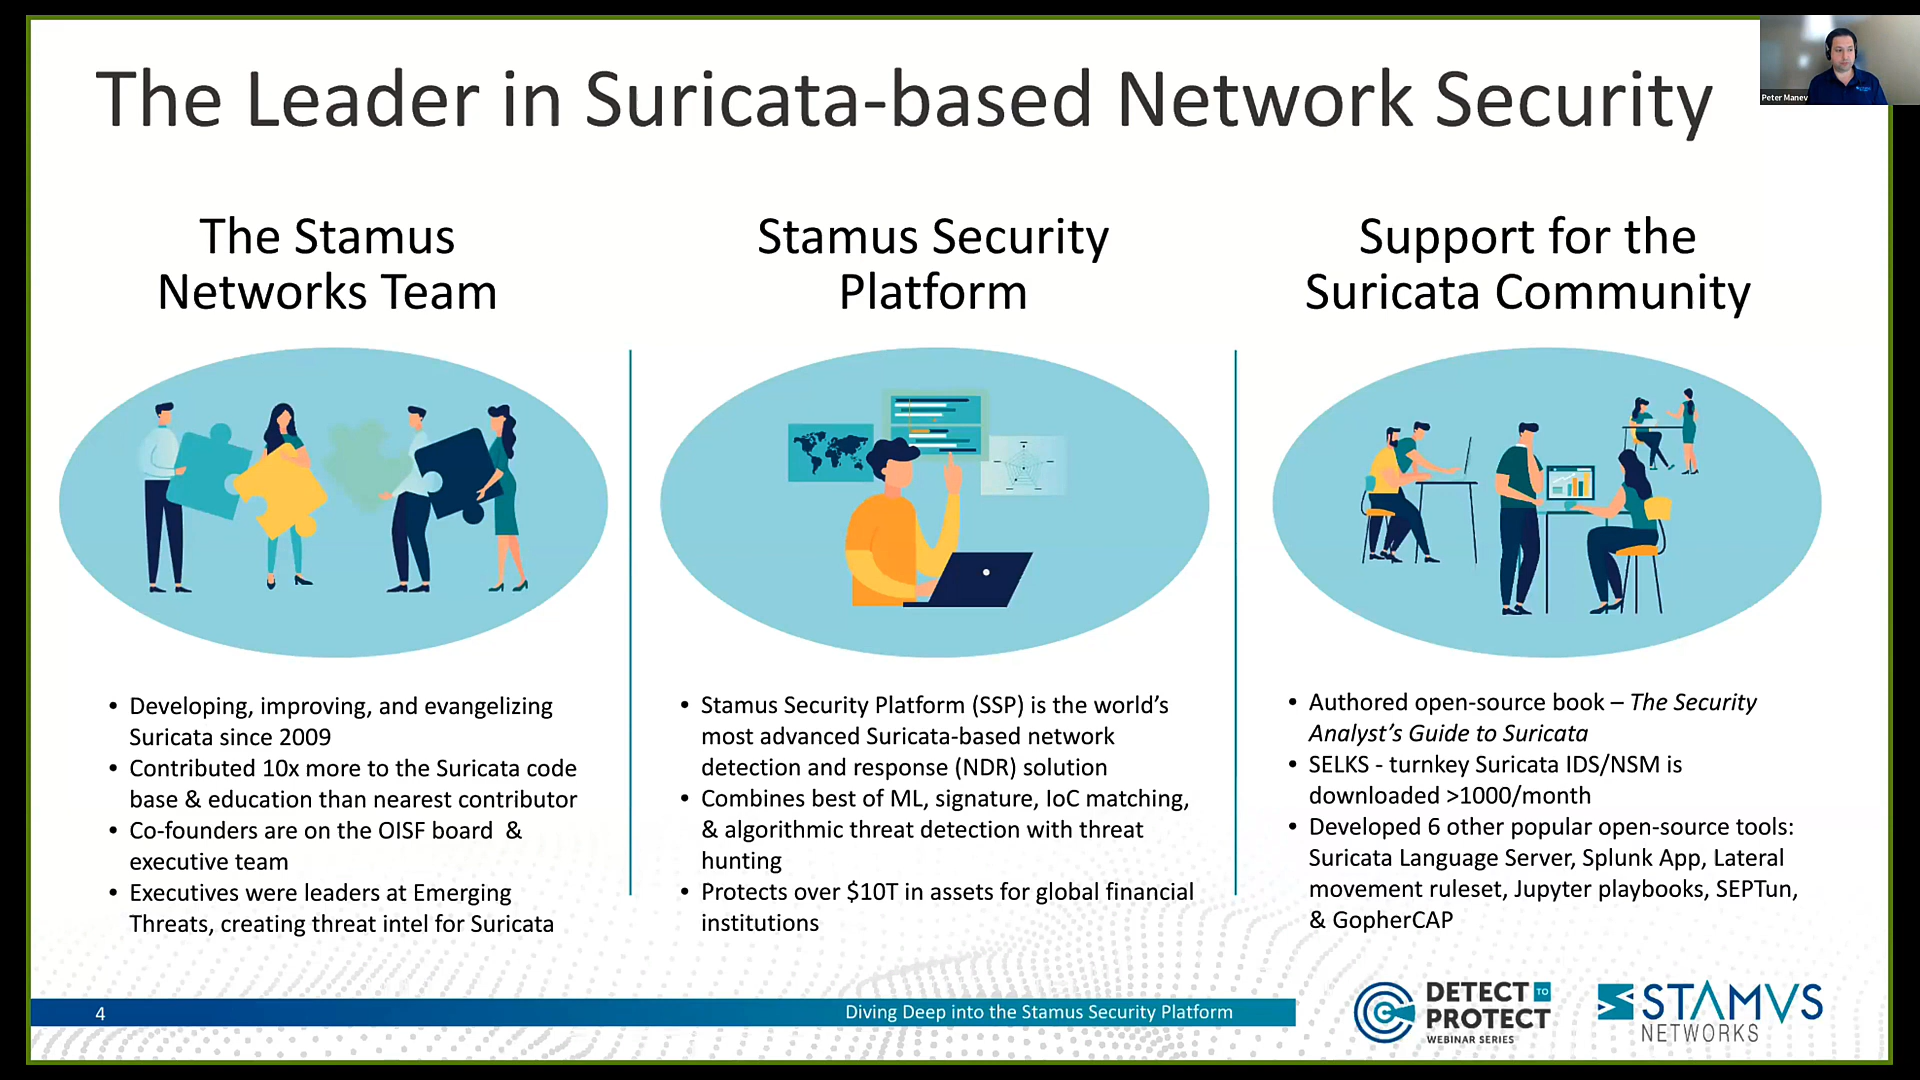 The Leader in Suricata-based Network Security
Peter Manev
The Stamus
Networks Team
• Developing, improving, and evangelizing
Suricata since 2009
• Contributed 10x more to the Suricata code
base & education than nearest contributor
• Co-founders are on the OISF board &
executive team
• Executives were leaders at Emerging
Threats, creating threat intel for Suricata
Stamus Security
Platform
• Stamus Security Platform (SSP) is the world’s
most advanced Suricata-based network
detection and response (NDR) solution
• Combines best of ML, signature, IoC matching,
& algorithmic threat detection with threat
hunting
• Protects over $10T in assets for global financial
institutions
Support for the
Suricata Community
• Authored open-source book – The Security
Analyst’s Guide to Suricata
• SELKS - turnkey Suricata IDS/NSM is
downloaded >1000/month
• Developed 6 other popular open-source tools:
Suricata Language Server, Splunk App, Lateral
movement ruleset, Jupyter playbooks, SEPTun,
& GopherCAP
4
Diving Deep into the Stamus Security Platform
DETECT TO
PROTECT
WEBINAR SERIES
STAMVS
NETWORKS